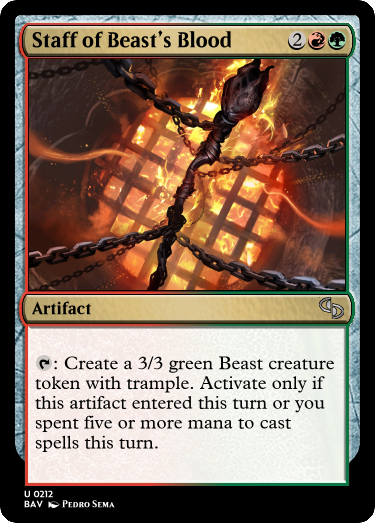 Staff of Beast's Blood 2
Artifact
: Create a 3/3 green Beast creature
token with trample. Activate only if
this artifact entered this turn or you
spent five or more mana to cast
spells this turn.
U 0212
BAV Pedro Sema